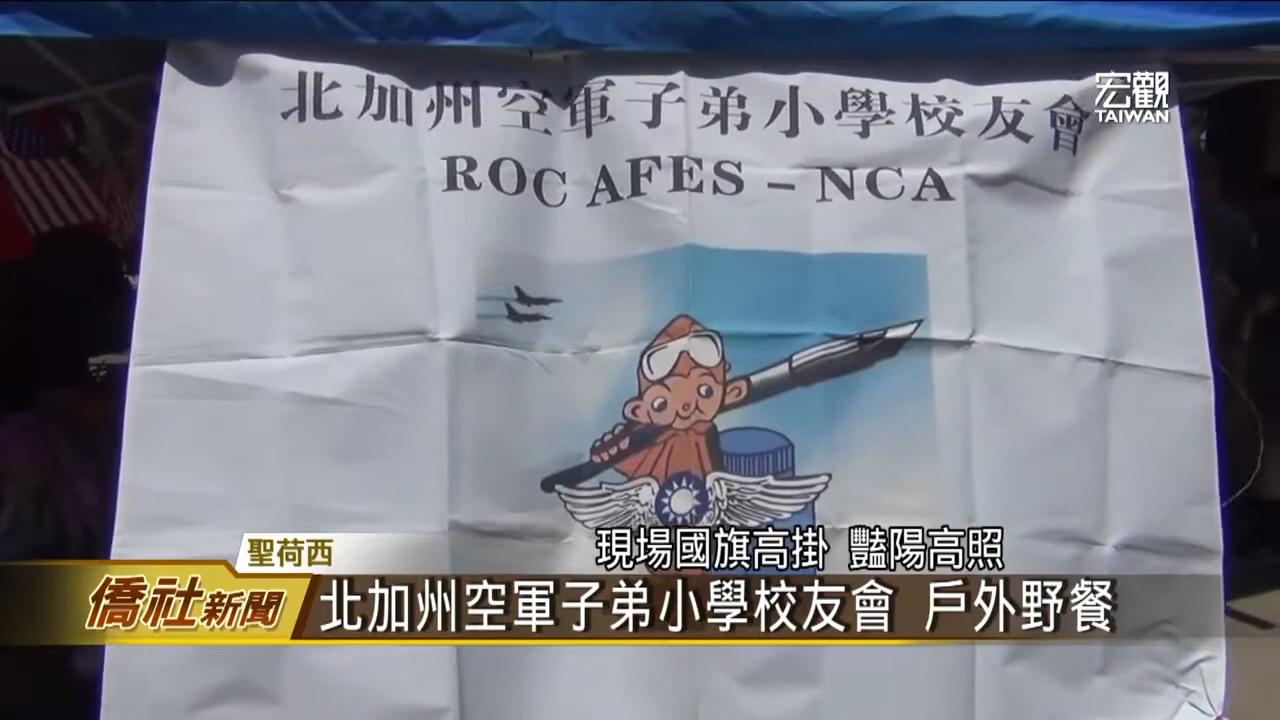 北加州空軍子弟小學校友會
ROC AFES – NCA
宏觀
TAIWAN
現場國旗高掛 豔陽高照
聖荷西
僑社新聞
北加州空軍子弟小學校友會 戶外野餐